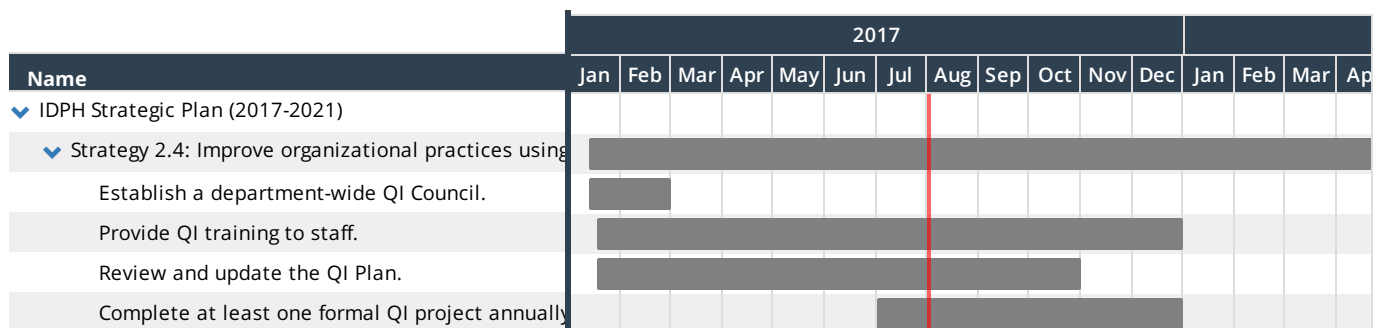 2017
Name Jan Feb Mar Apr May Jun Jul Aug Sep Oct Nov Dec Jan Feb Mar Ap
IDPH Strategic Plan (2017-2021)
Strategy 2.4: Improve organizational practices using
Establish a department-wide QI Council.
Provide QI training to staff.
Review and update the QI Plan.
Complete at least one formal QI project annually